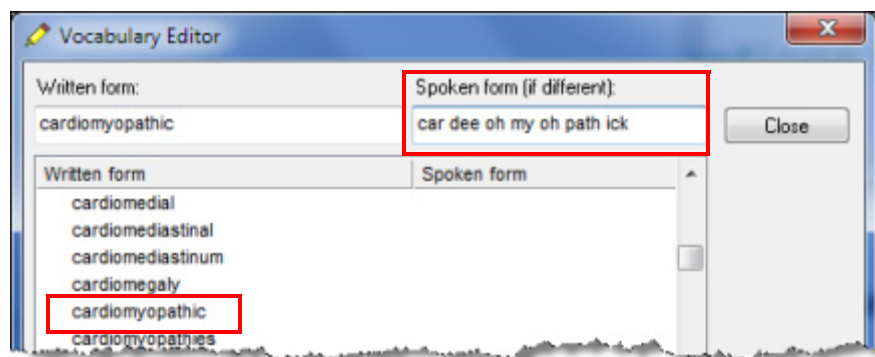 Vocabulary Editor
Written form: Spoken form (if different):
cardiomyopathic car dee oh my oh path ick Close
Written form Spoken form
cardiomedial
cardiomediastinal
cardiomediastinum
cardiomegaly
cardiomyopathic
cardiomyopathies